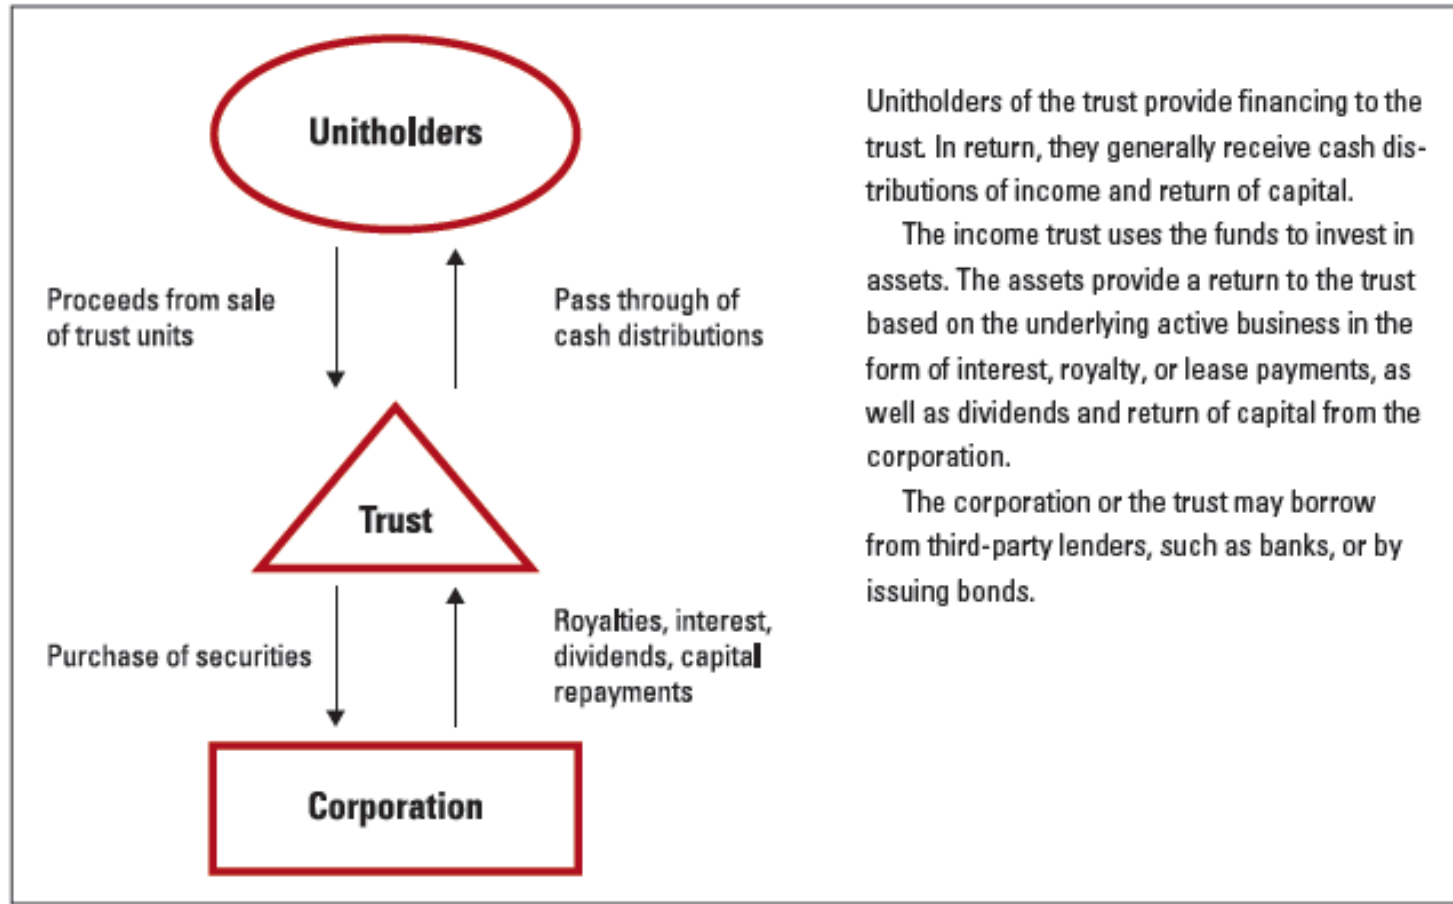 Unitholders
Proceeds from sale
of trust units
Pass through of
cash distributions
Trust
Purchase of securities
Royalties, interest,
dividends, capital
repayments
Corporation
Unitholders of the trust provide financing to the
trust. In return, they generally receive cash dis-
tributions of income and return of capital.
The income trust uses the funds to invest in
assets. The assets provide a return to the trust
based on the underlying active business in the
form of interest, royalty, or lease payments, as
well as dividends and return of capital from the
corporation.
The corporation or the trust may borrow
from third-party lenders, such as banks, or by
issuing bonds.